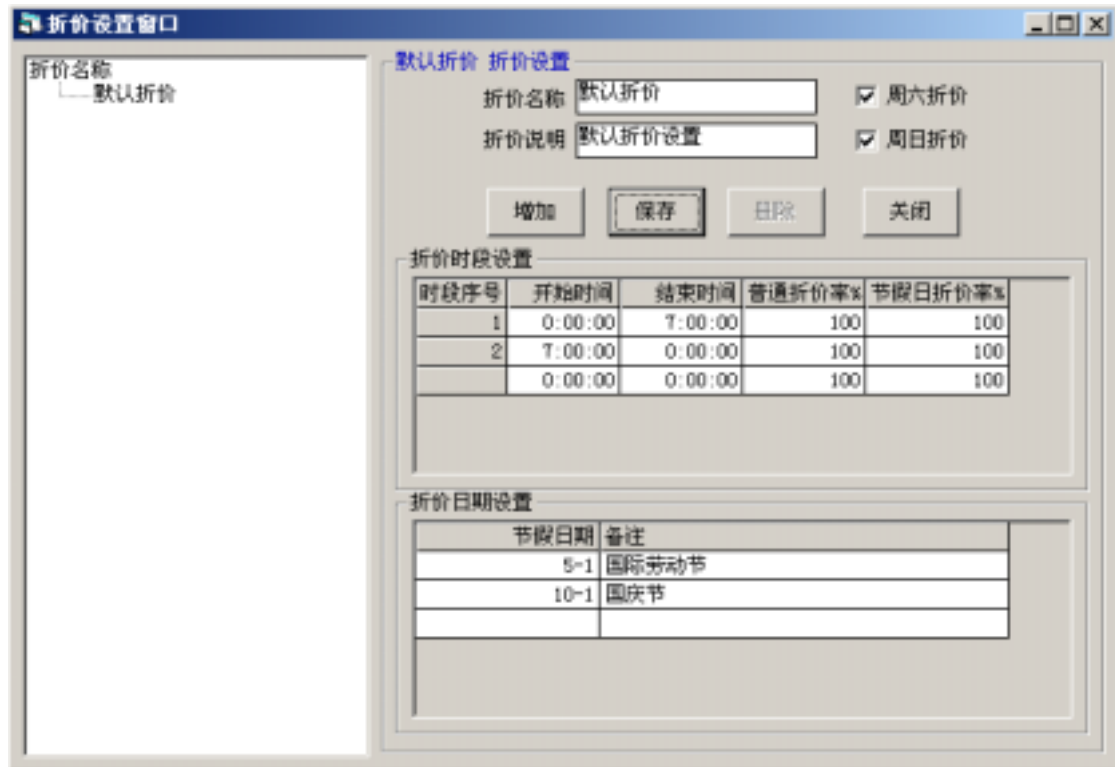 折价设置窗口
折价名称
默认折价
默认折价 折价设置
折价名称 默认折价 周六折价
折价说明 默认折价设置 周日折价
增加 保存 删除 关闭
折价时段设置
时段序号 开始时间 结束时间 普通折价率% 节假日折价率%
1 0:00:00 7:00:00 100 100
2 7:00:00 0:00:00 100 100
0:00:00 0:00:00 100 100
折价日期设置
节假日期 备注
5-1 国际劳动节
10-1 国庆节